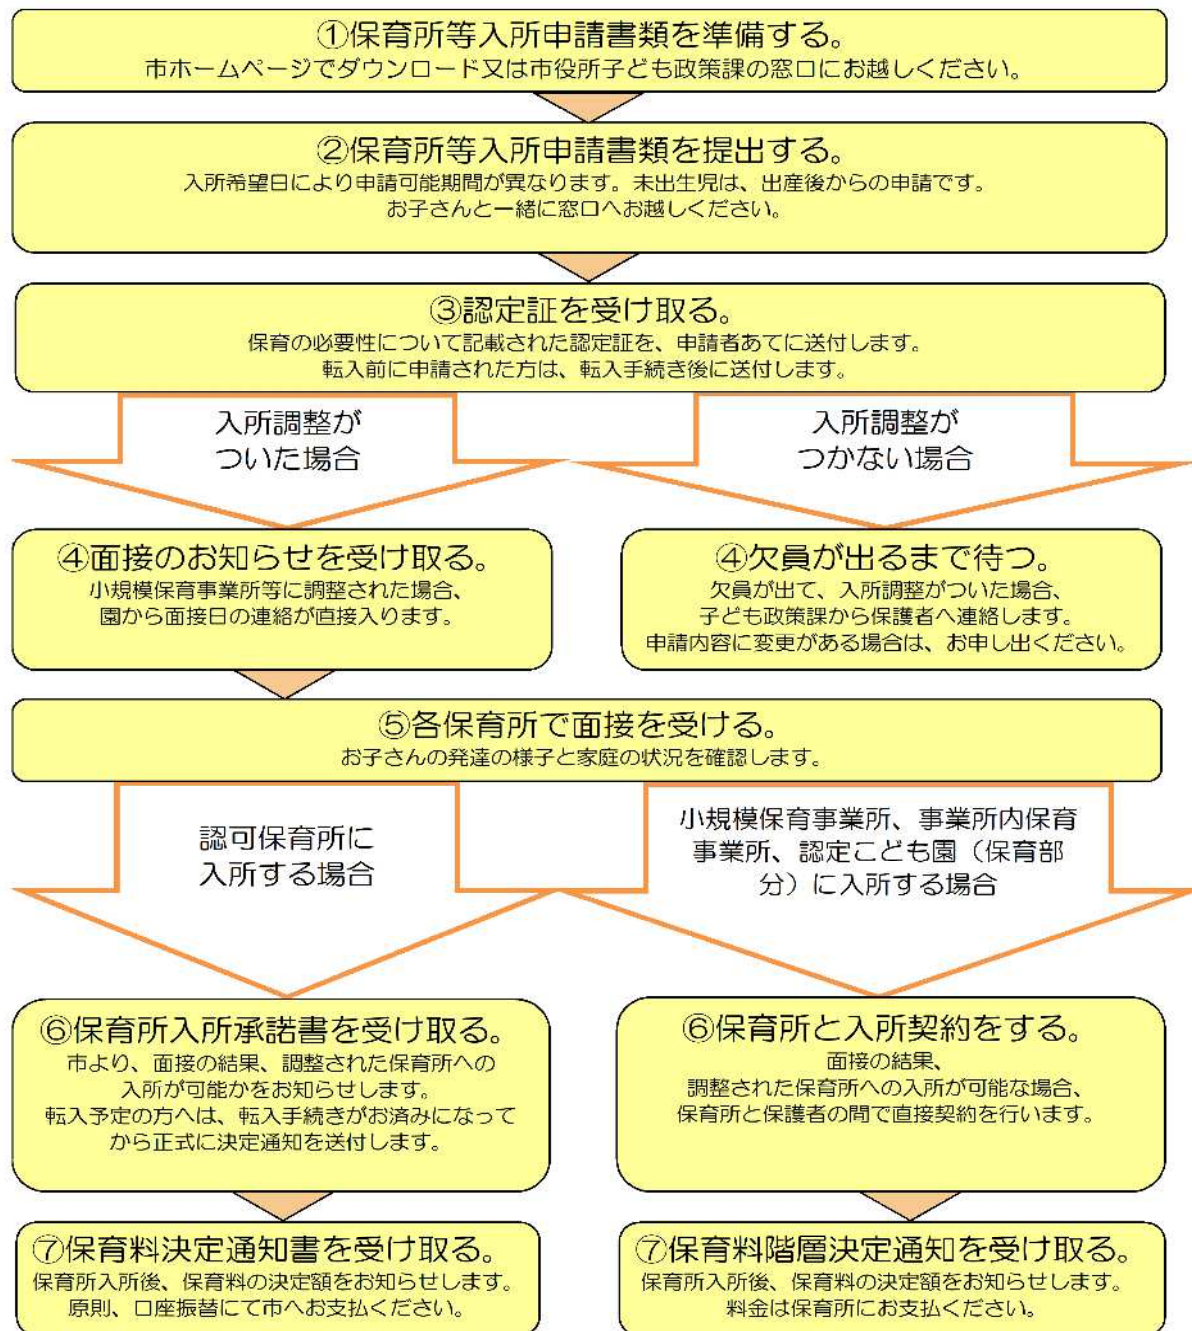 ①保育所等入所申請書類を準備する。
市ホームページでダウンロード又は市役所子ども政策課の窓口にお越しください。
②保育所等入所申請書類を提出する。
入所希望日により申請可能期間が異なります。未出生児は、出産後からの申請です。
お子さんと一緒に窓口へお越しください。
③認定証を受け取る。
保育の必要性について記載された認定証を、申請者あてに送付します。
転入前に申請された方は、転入手続き後に送付します。
入所調整が
ついた場合
入所調整が
つかない場合
④面接のお知らせを受け取る。
小規模保育事業所等に調整された場合、
園から面接日の連絡が直接入ります。
④欠員が出るまで待つ。
欠員が出て、入所調整がついた場合、
子ども政策課から保護者へ連絡します。
申請内容に変更がある場合は、お申し出ください。
⑤各保育所で面接を受ける。
お子さんの発達の様子と家庭の状況を確認します。
認可保育所に
入所する場合
小規模保育事業所、事業所内保育
事業所、認定こども園（保育部
分）に入所する場合
⑥保育所入所承諾書を受け取る。
市より、面接の結果、調整された保育所への
入所が可能かをお知らせします。
転入予定の方へは、転入手続きがお済みになって
から正式に決定通知を送付します。
⑥保育所と入所契約をする。
面接の結果、
調整された保育所への入所が可能な場合、
保育所と保護者の間で直接契約を行います。
⑦保育料決定通知書を受け取る。
保育所入所後、保育料の決定額をお知らせします。
原則、口座振替にて市へお支払ください。
⑦保育料階層決定通知を受け取る。
保育所入所後、保育料の決定額をお知らせします。
料金は保育所にお支払ください。